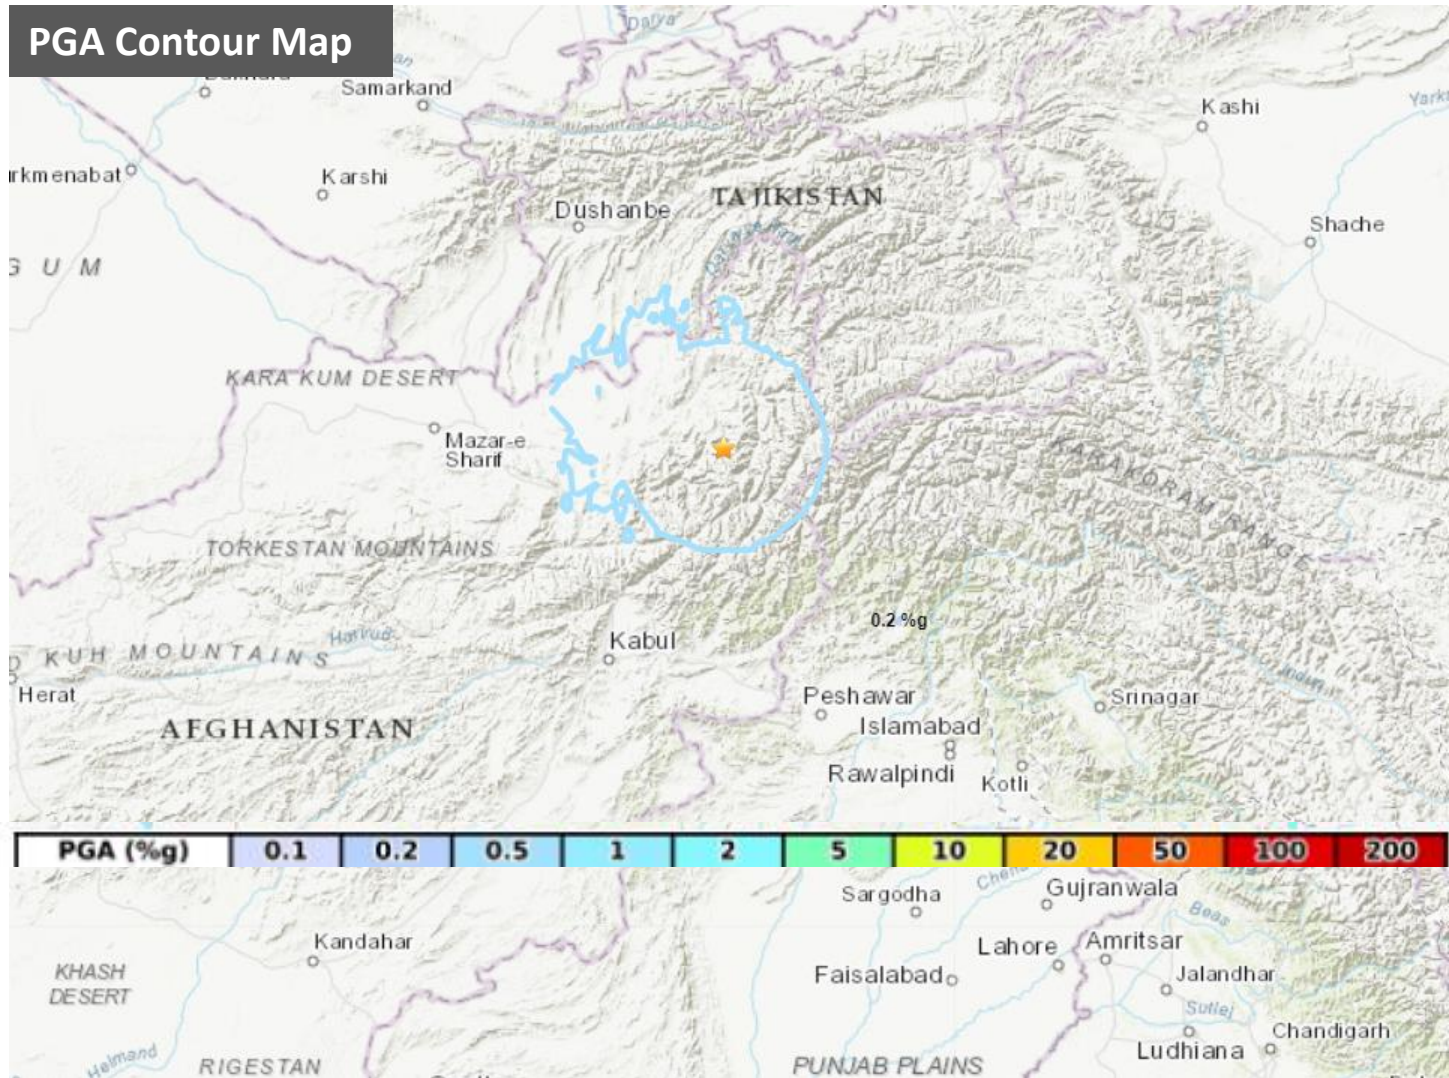 PGA Contour Map
Darya
Samarkand
Kashi
rkmenabat
Karshi
TAJIKISTAN
Dushanbe
Shache
G U M
KARA KUM DESERT
Mazar-e
Sharif
KARAKORAM RANGE
TORKESTAN MOUNTAINS
0.2 %g
Harirud
KUH MOUNTAINS
Kabul
Indus
Herat
Peshawar
Srinagar
AFGHANISTAN
Islamabad
Rawalpindi
Kotli
PGA (%g) 0.1 0.2 0.5 1 2 5 10 20 50 100 200
Sargodha
Gujranwala
Beas
Kandahar
Lahore
Amritsar
KHASH
DESERT
Faisalabad
Jalandhar
Sutlej
Chandigarh
Helmand
Ludhiana
RIGESTAN
PUNJAB PLAINS